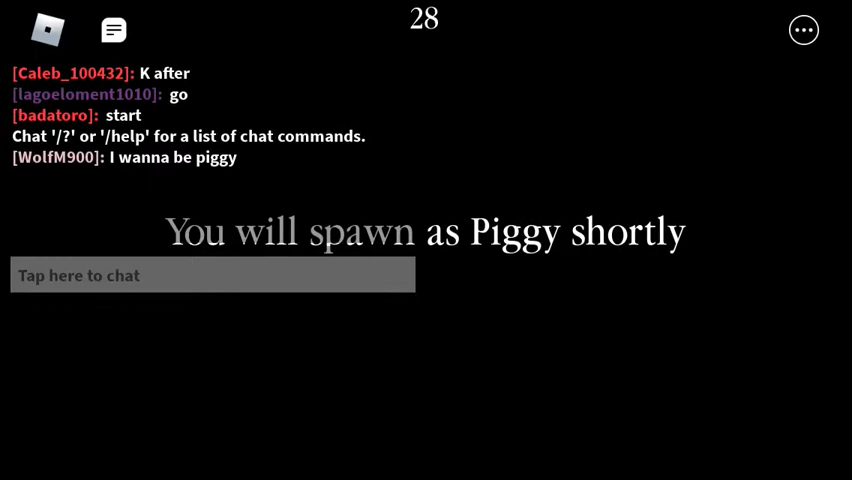 28
[Caleb_100432]: K after
[lagoeloment1010]: go
[badatoro]: start
Chat '/?' or '/help' for a list of chat commands.
[WolfM900]: I wanna be piggy
You will spawn as Piggy shortly
Tap here to chat